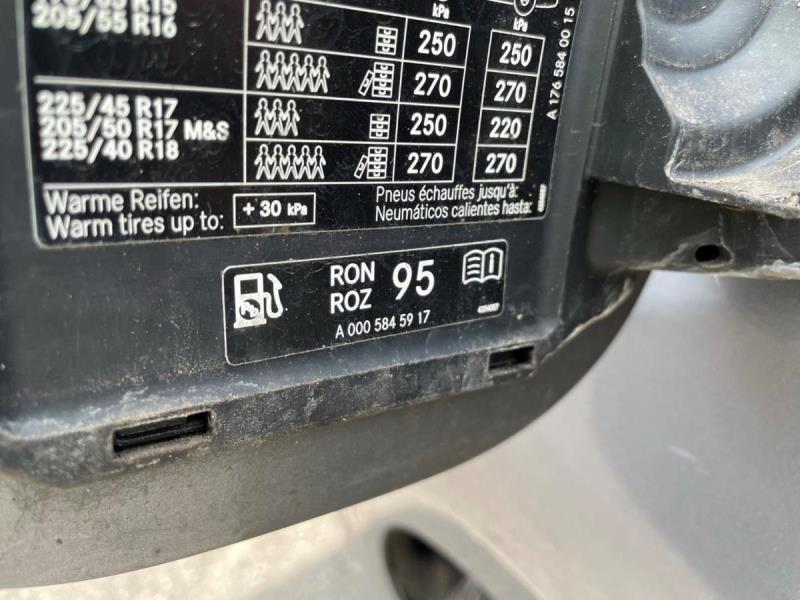 205/55 R16
kPa
kPa
250
250
270
270
225/45 R17
205/50 R17 M&S
225/40 R18
250
220
270
270
Warme Reifen:
Warm tires up to:
+ 30 kPa
Pneus échauffes jusqu'à:
Neumáticos calientes hasta:
A 176 584 00 15
RON
ROZ
95
A 000 584 59 17